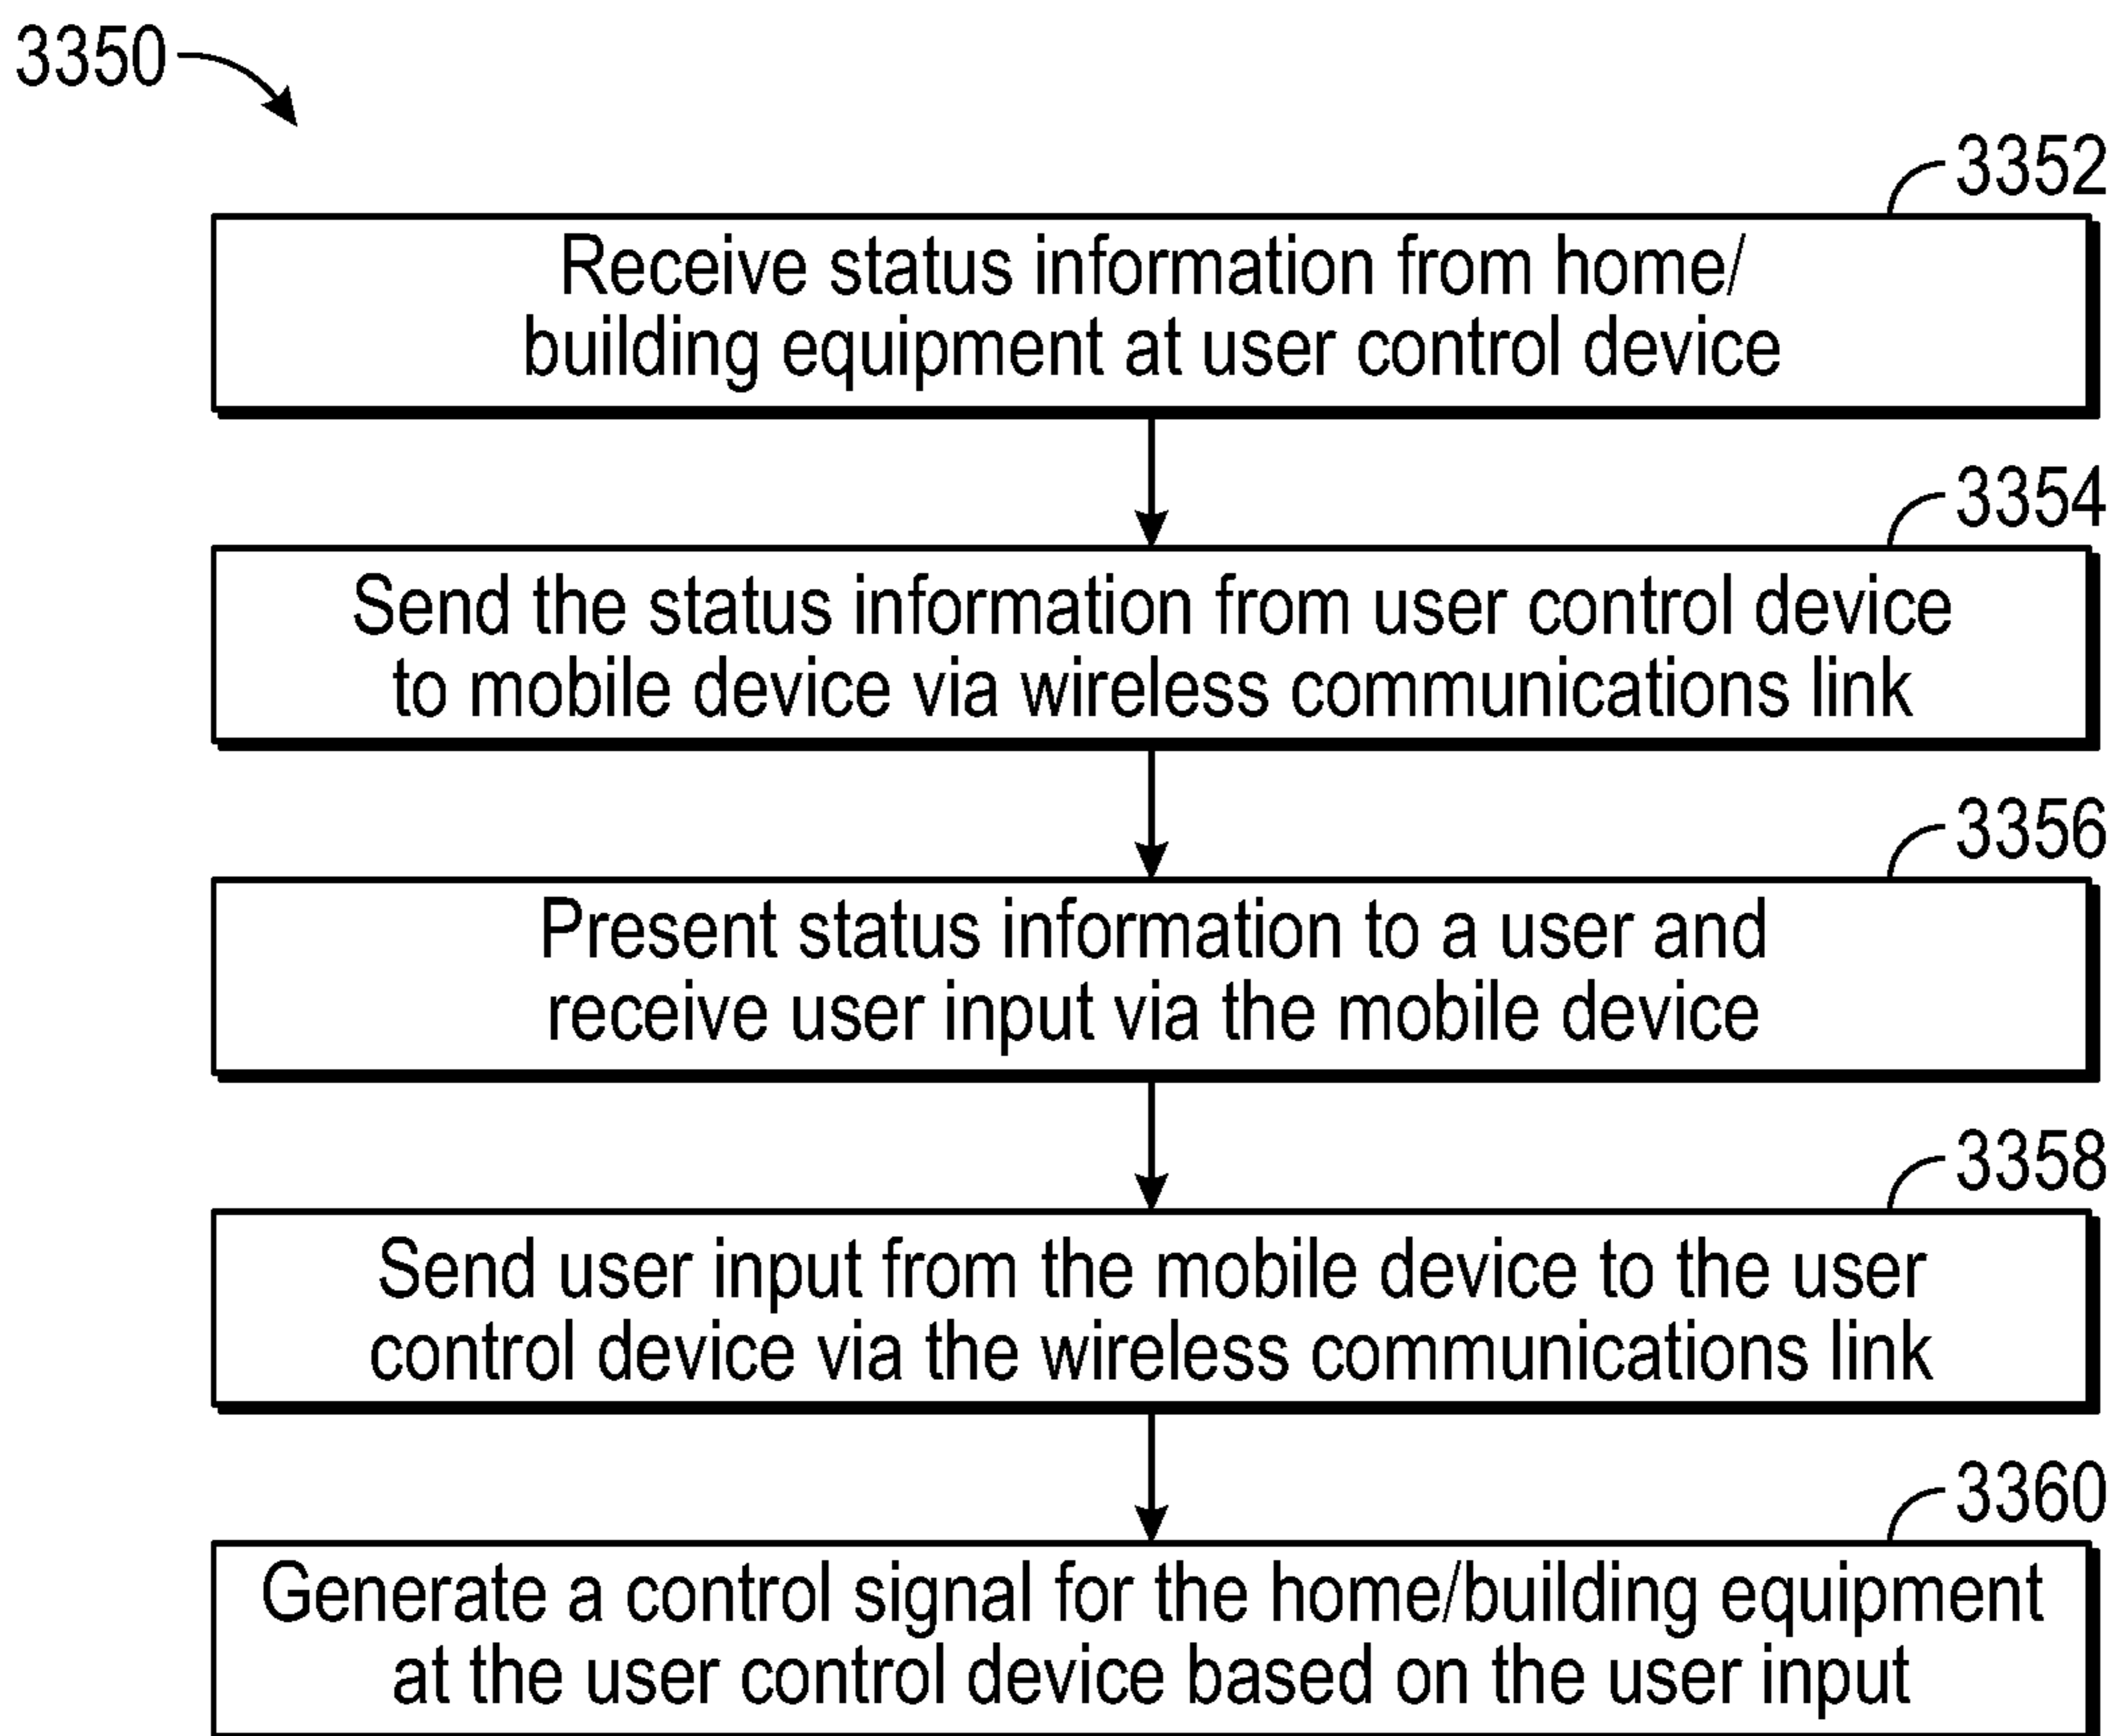 3350
3352
Receive status information from home/
building equipment at user control device
3354
Send the status information from user control device
to mobile device via wireless communications link
3356
Present status information to a user and
receive user input via the mobile device
3358
Send user input from the mobile device to the user
control device via the wireless communications link
3360
Generate a control signal for the home/building equipment
at the user control device based on the user input